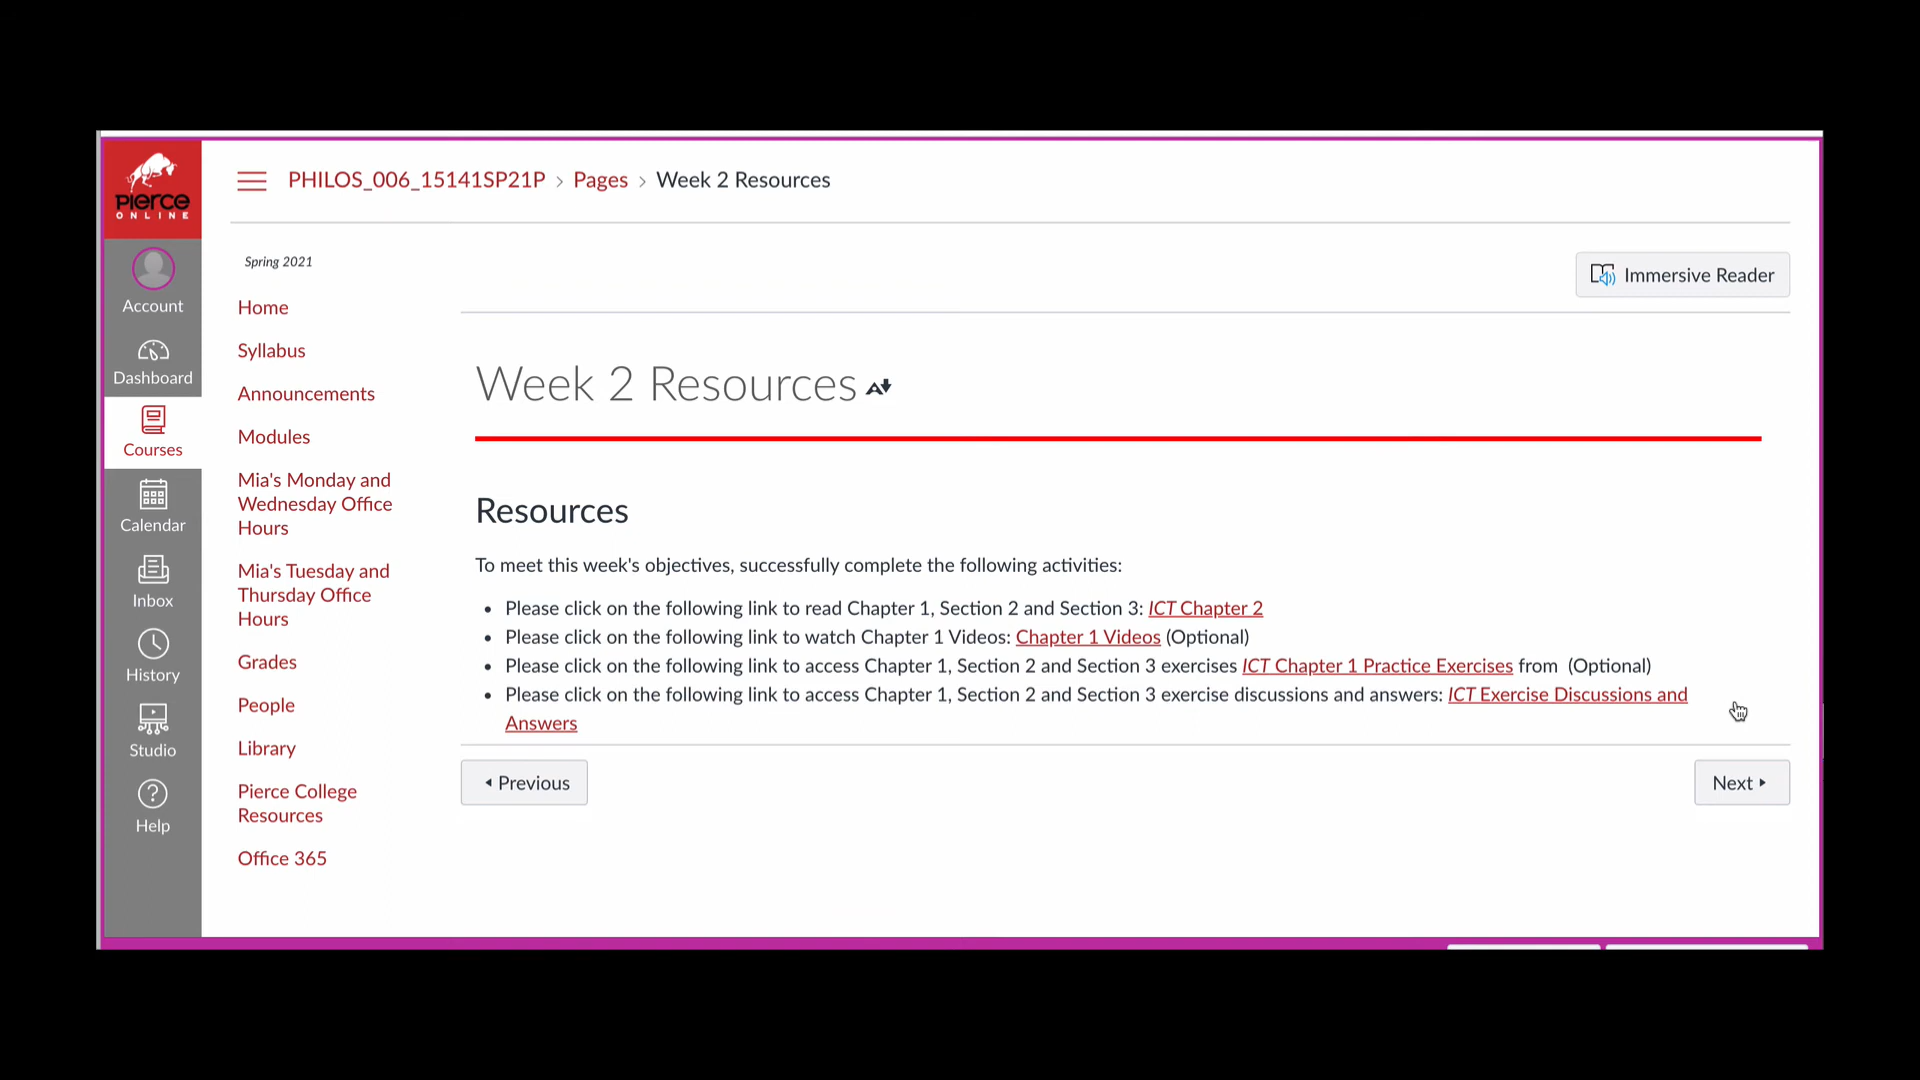 PIERCE
ONLINE
Account
Dashboard
Courses
Calendar
Inbox
History
Studio
Help
PHILOS_006_15141SP21P › Pages › Week 2 Resources
Spring 2021
Home
Syllabus
Announcements
Modules
Mia's Monday and
Wednesday Office
Hours
Mia's Tuesday and
Thursday Office
Hours
Grades
People
Library
Pierce College
Resources
Office 365
Immersive Reader
Week 2 Resources
Resources
To meet this week's objectives, successfully complete the following activities:
• Please click on the following link to read Chapter 1, Section 2 and Section 3: ICT Chapter 2
• Please click on the following link to watch Chapter 1 Videos: Chapter 1 Videos (Optional)
• Please click on the following link to access Chapter 1, Section 2 and Section 3 exercises ICT Chapter 1 Practice Exercises from (Optional)
• Please click on the following link to access Chapter 1, Section 2 and Section 3 exercise discussions and answers: ICT Exercise Discussions and
Answers
Previous
Next